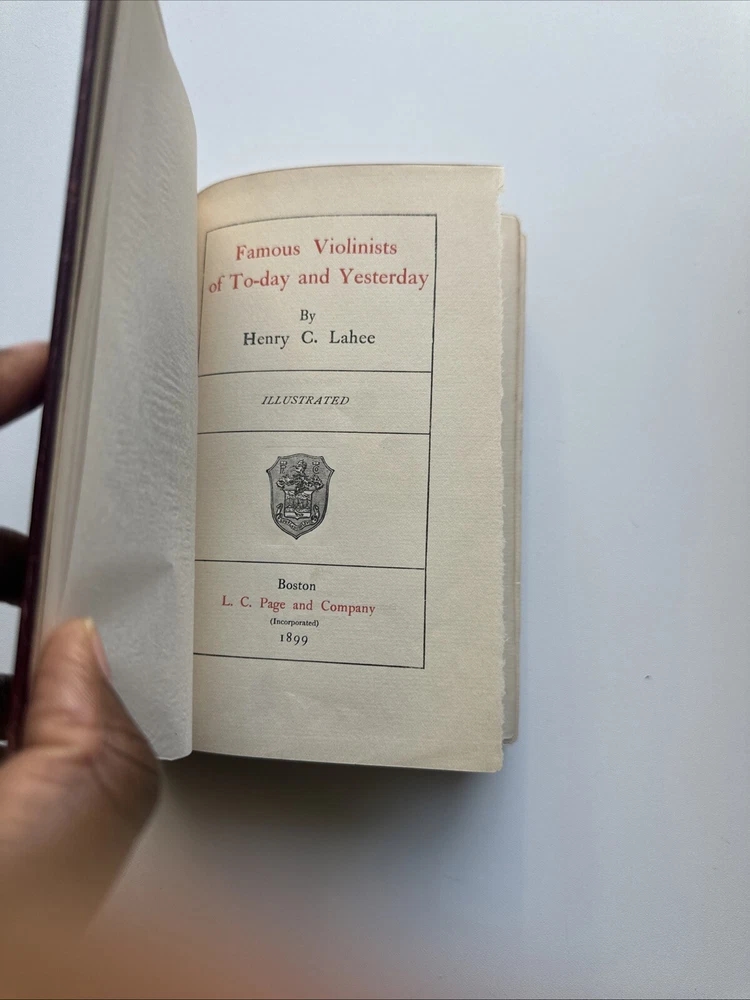 Famous Violinists
of To-day and Yesterday
By
Henry C. Lahee
ILLUSTRATED
Boston
L. C. Page and Company
(Incorporated)
1899